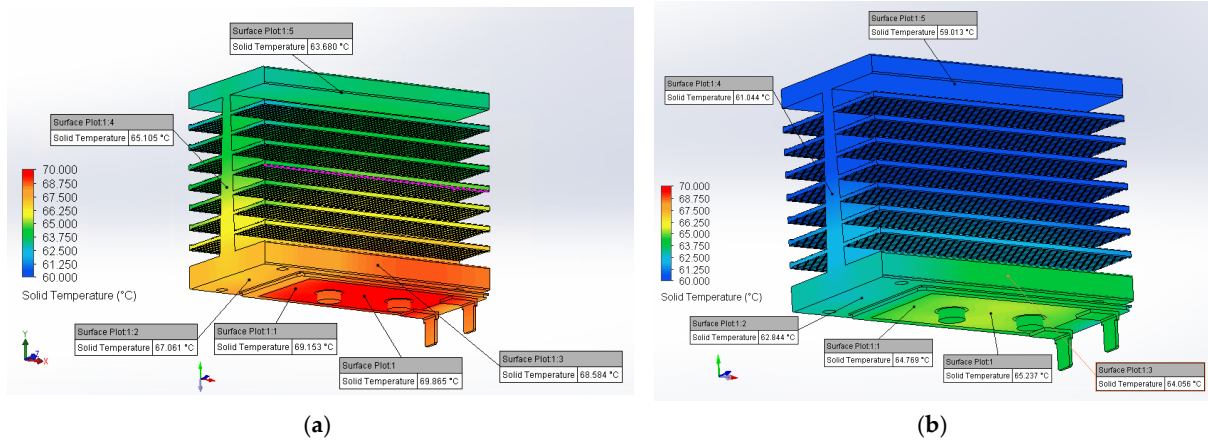 Surface Plot:1:5
Solid Temperature 63.680 °C
Surface Plot:1:4
Solid Temperature 65.105 °C
70.000
68.750
67.500
66.250
65.000
63.750
62.500
61.250
60.000
Solid Temperature (°C)
Y
Z
X
Surface Plot:1:2
Solid Temperature 67.061 °C
Surface Plot:1:1
Solid Temperature 69.153 °C
Surface Plot:1
Solid Temperature 69.865 °C
Surface Plot:1:3
Solid Temperature 68.584 °C
(a)
Surface Plot:1:5
Solid Temperature 59.013 °C
Surface Plot:1:4
Solid Temperature 61.044 °C
70.000
68.750
67.500
66.250
65.000
63.750
62.500
61.250
60.000
Solid Temperature (°C)
Surface Plot:1:2
Solid Temperature 62.844 °C
Surface Plot:1:1
Solid Temperature 64.769 °C
Surface Plot:1
Solid Temperature 65.237 °C
Surface Plot:1:3
Solid Temperature 64.056 °C
(b)